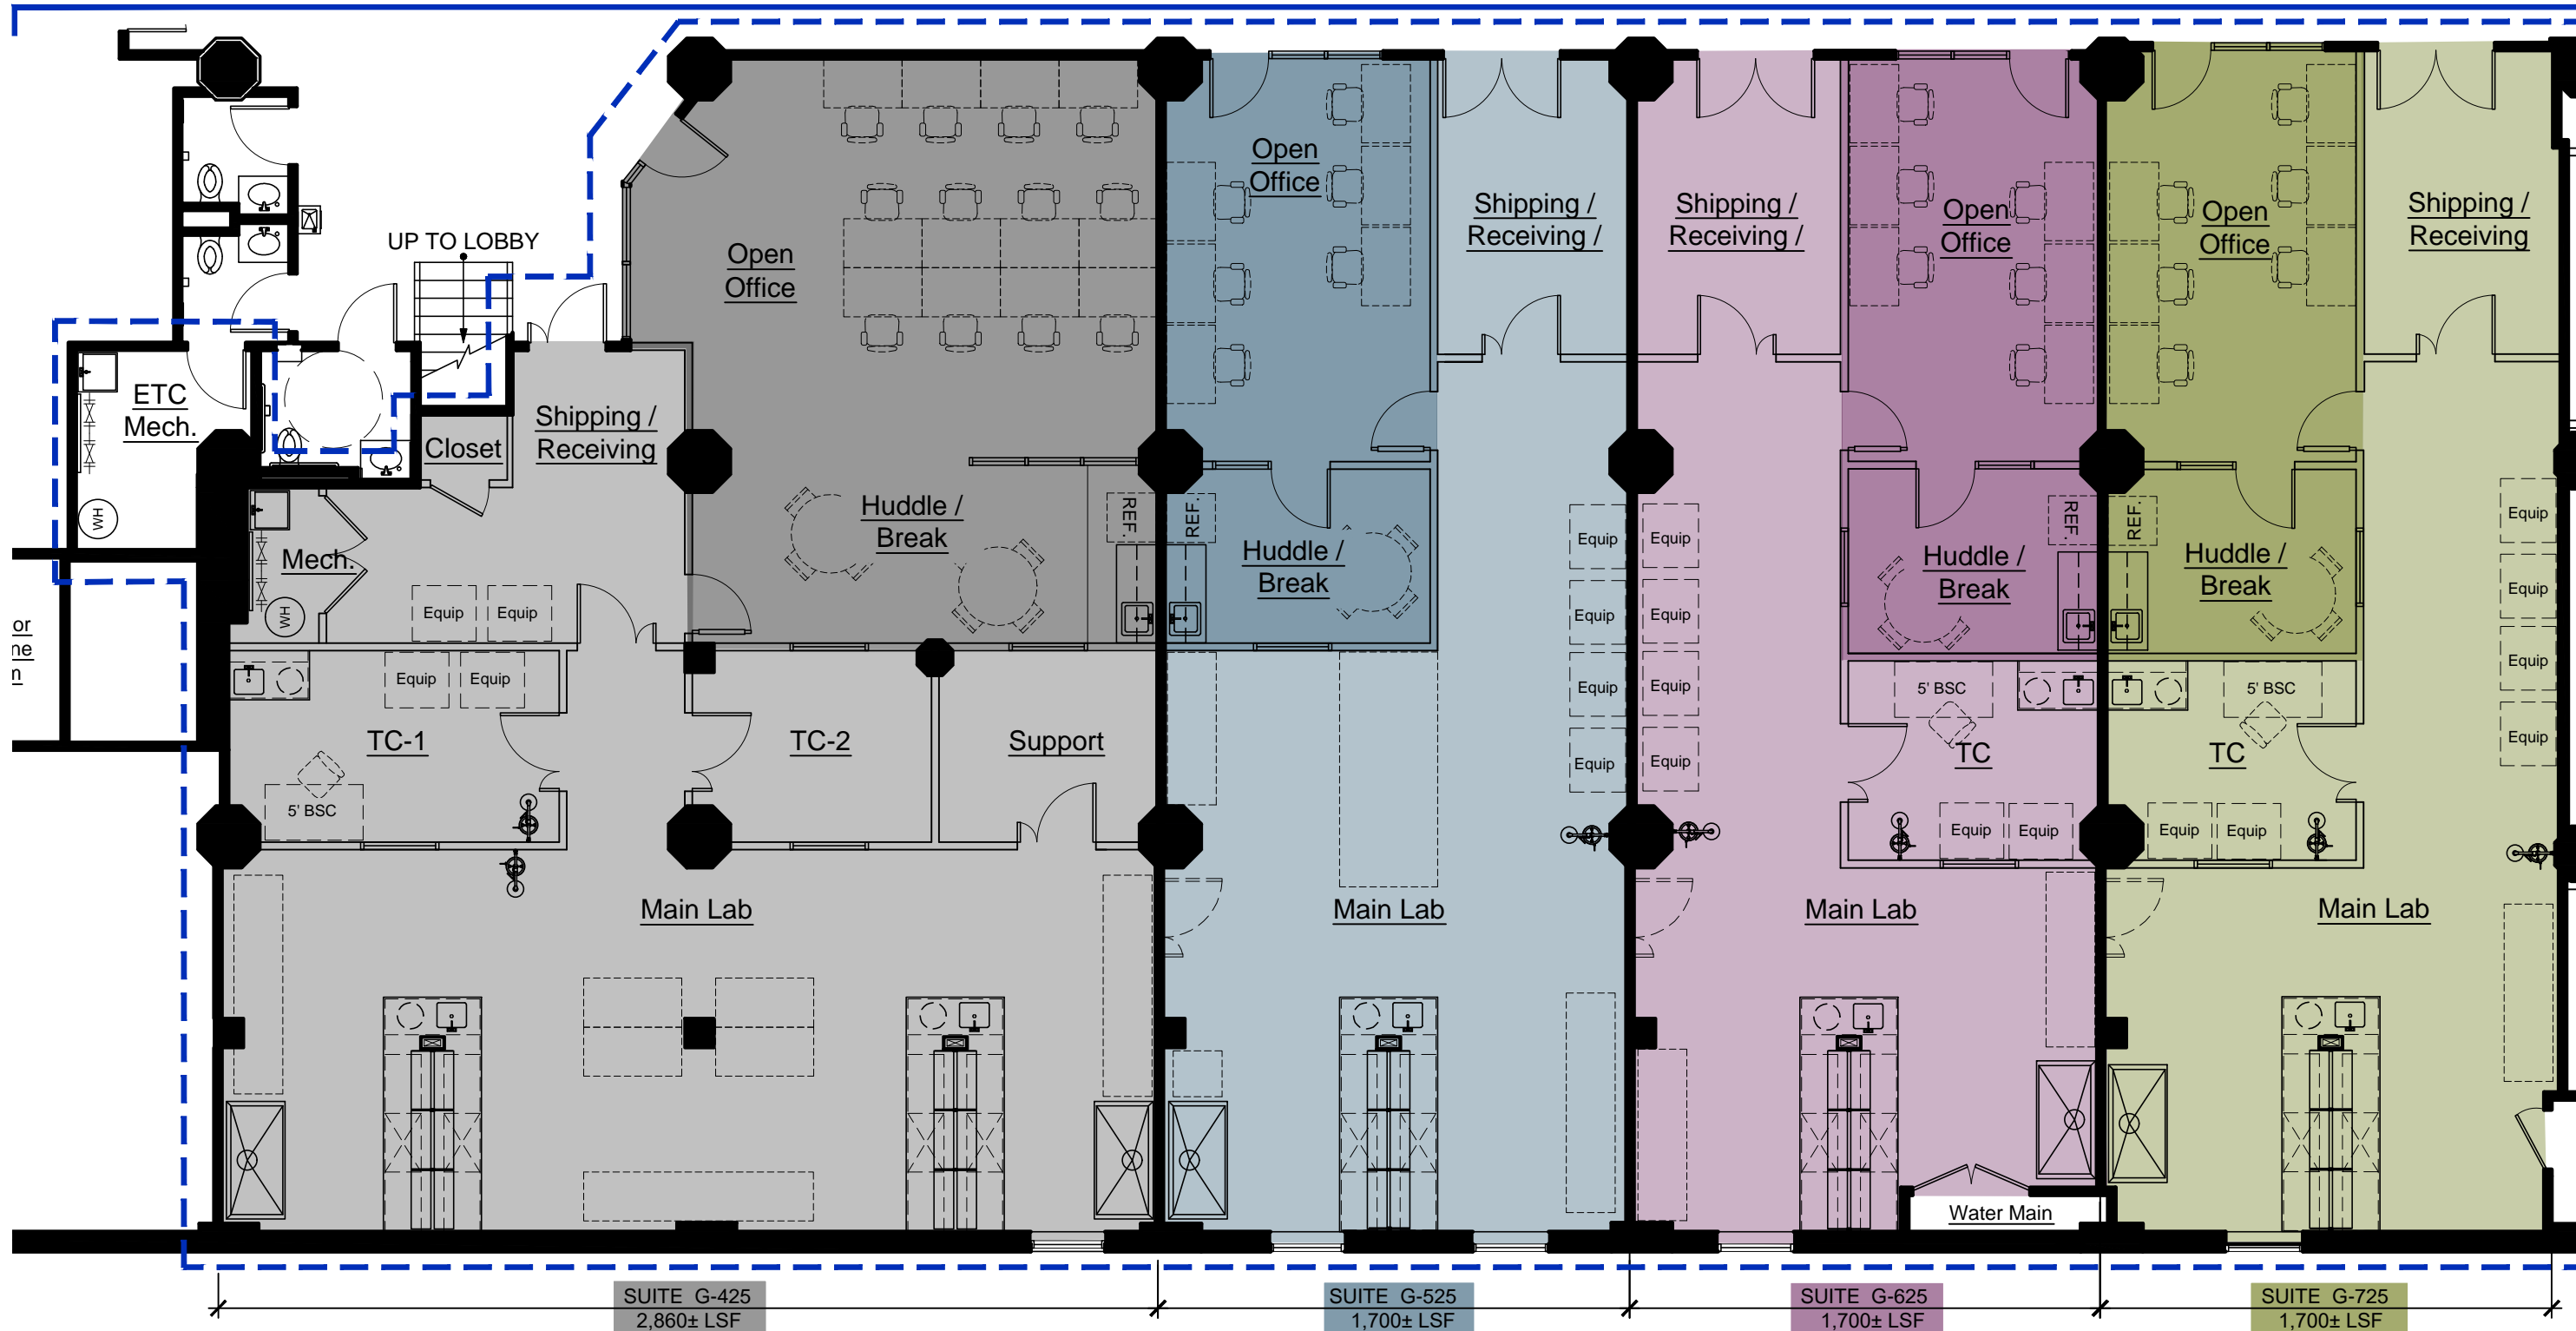 UP TO LOBBY
ETC
Mech.
WH
Closet
Shipping /
Receiving
Mech.
WH
Equip
Equip
Open
Office
Huddle /
Break
REF.
Equip
Equip
TC-1
5' BSC
TC-2
Support
Main Lab
or
ne
m
Open
Office
Shipping /
Receiving /
REF.
Huddle /
Break
Equip
Equip
Equip
Equip
Main Lab
Shipping /
Receiving /
Open
Office
Equip
Equip
Equip
Equip
REF.
Huddle /
Break
5' BSC
TC
Equip
Equip
Main Lab
Water Main
Open
Office
Shipping /
Receiving
REF.
Huddle /
Break
Equip
Equip
Equip
Equip
5' BSC
TC
Equip
Equip
Main Lab
SUITE G-425
2,860± LSF
SUITE G-525
1,700± LSF
SUITE G-625
1,700± LSF
SUITE G-725
1,700± LSF